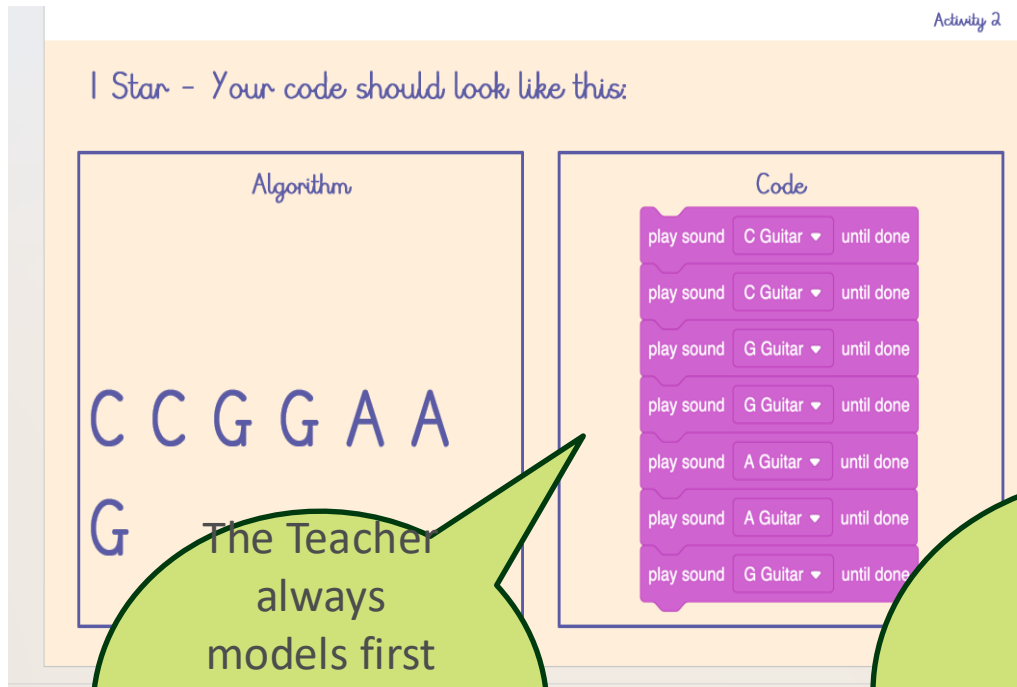 Activity 2
1 Star - Your code should look like this:
Algorithm
C C G G A A
G
Code
play sound C Guitar until done
play sound C Guitar until done
play sound G Guitar until done
play sound G Guitar until done
play sound A Guitar until done
play sound A Guitar until done
play sound G Guitar until done
The Teacher
always
models first